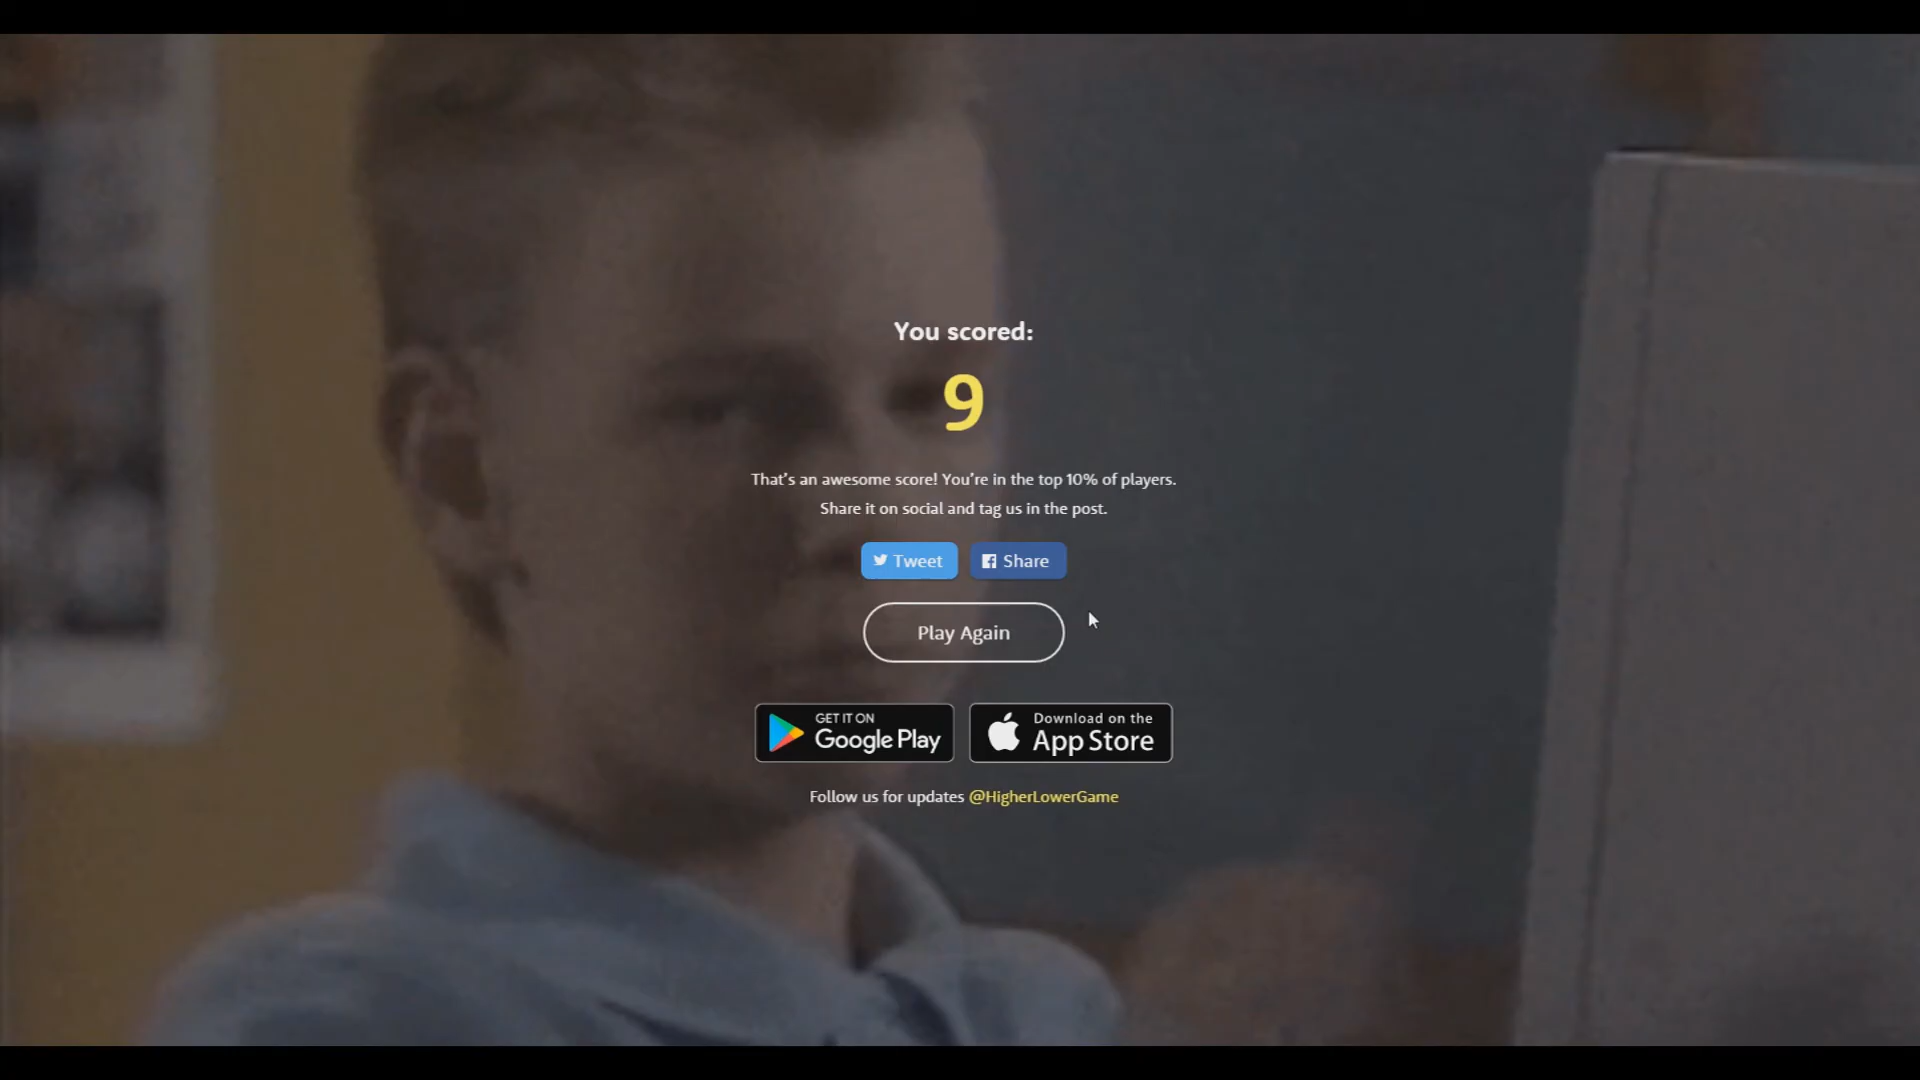 You scored:
9
That's an awesome score! You're in the top 10% of players.
Share it on social and tag us in the post.
Tweet
Share
Play Again
GET IT ON
Google Play
Download on the
App Store
Follow us for updates @HigherLowerGame